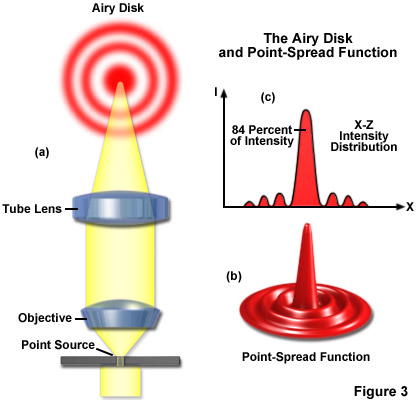 Airy Disk
The Airy Disk
and Point-Spread Function
(a)
Tube Lens
Objective
Point Source
I
(c)
84 Percent
of Intensity
X-Z
Intensity
Distribution
X
(b)
Point-Spread Function
Figure 3